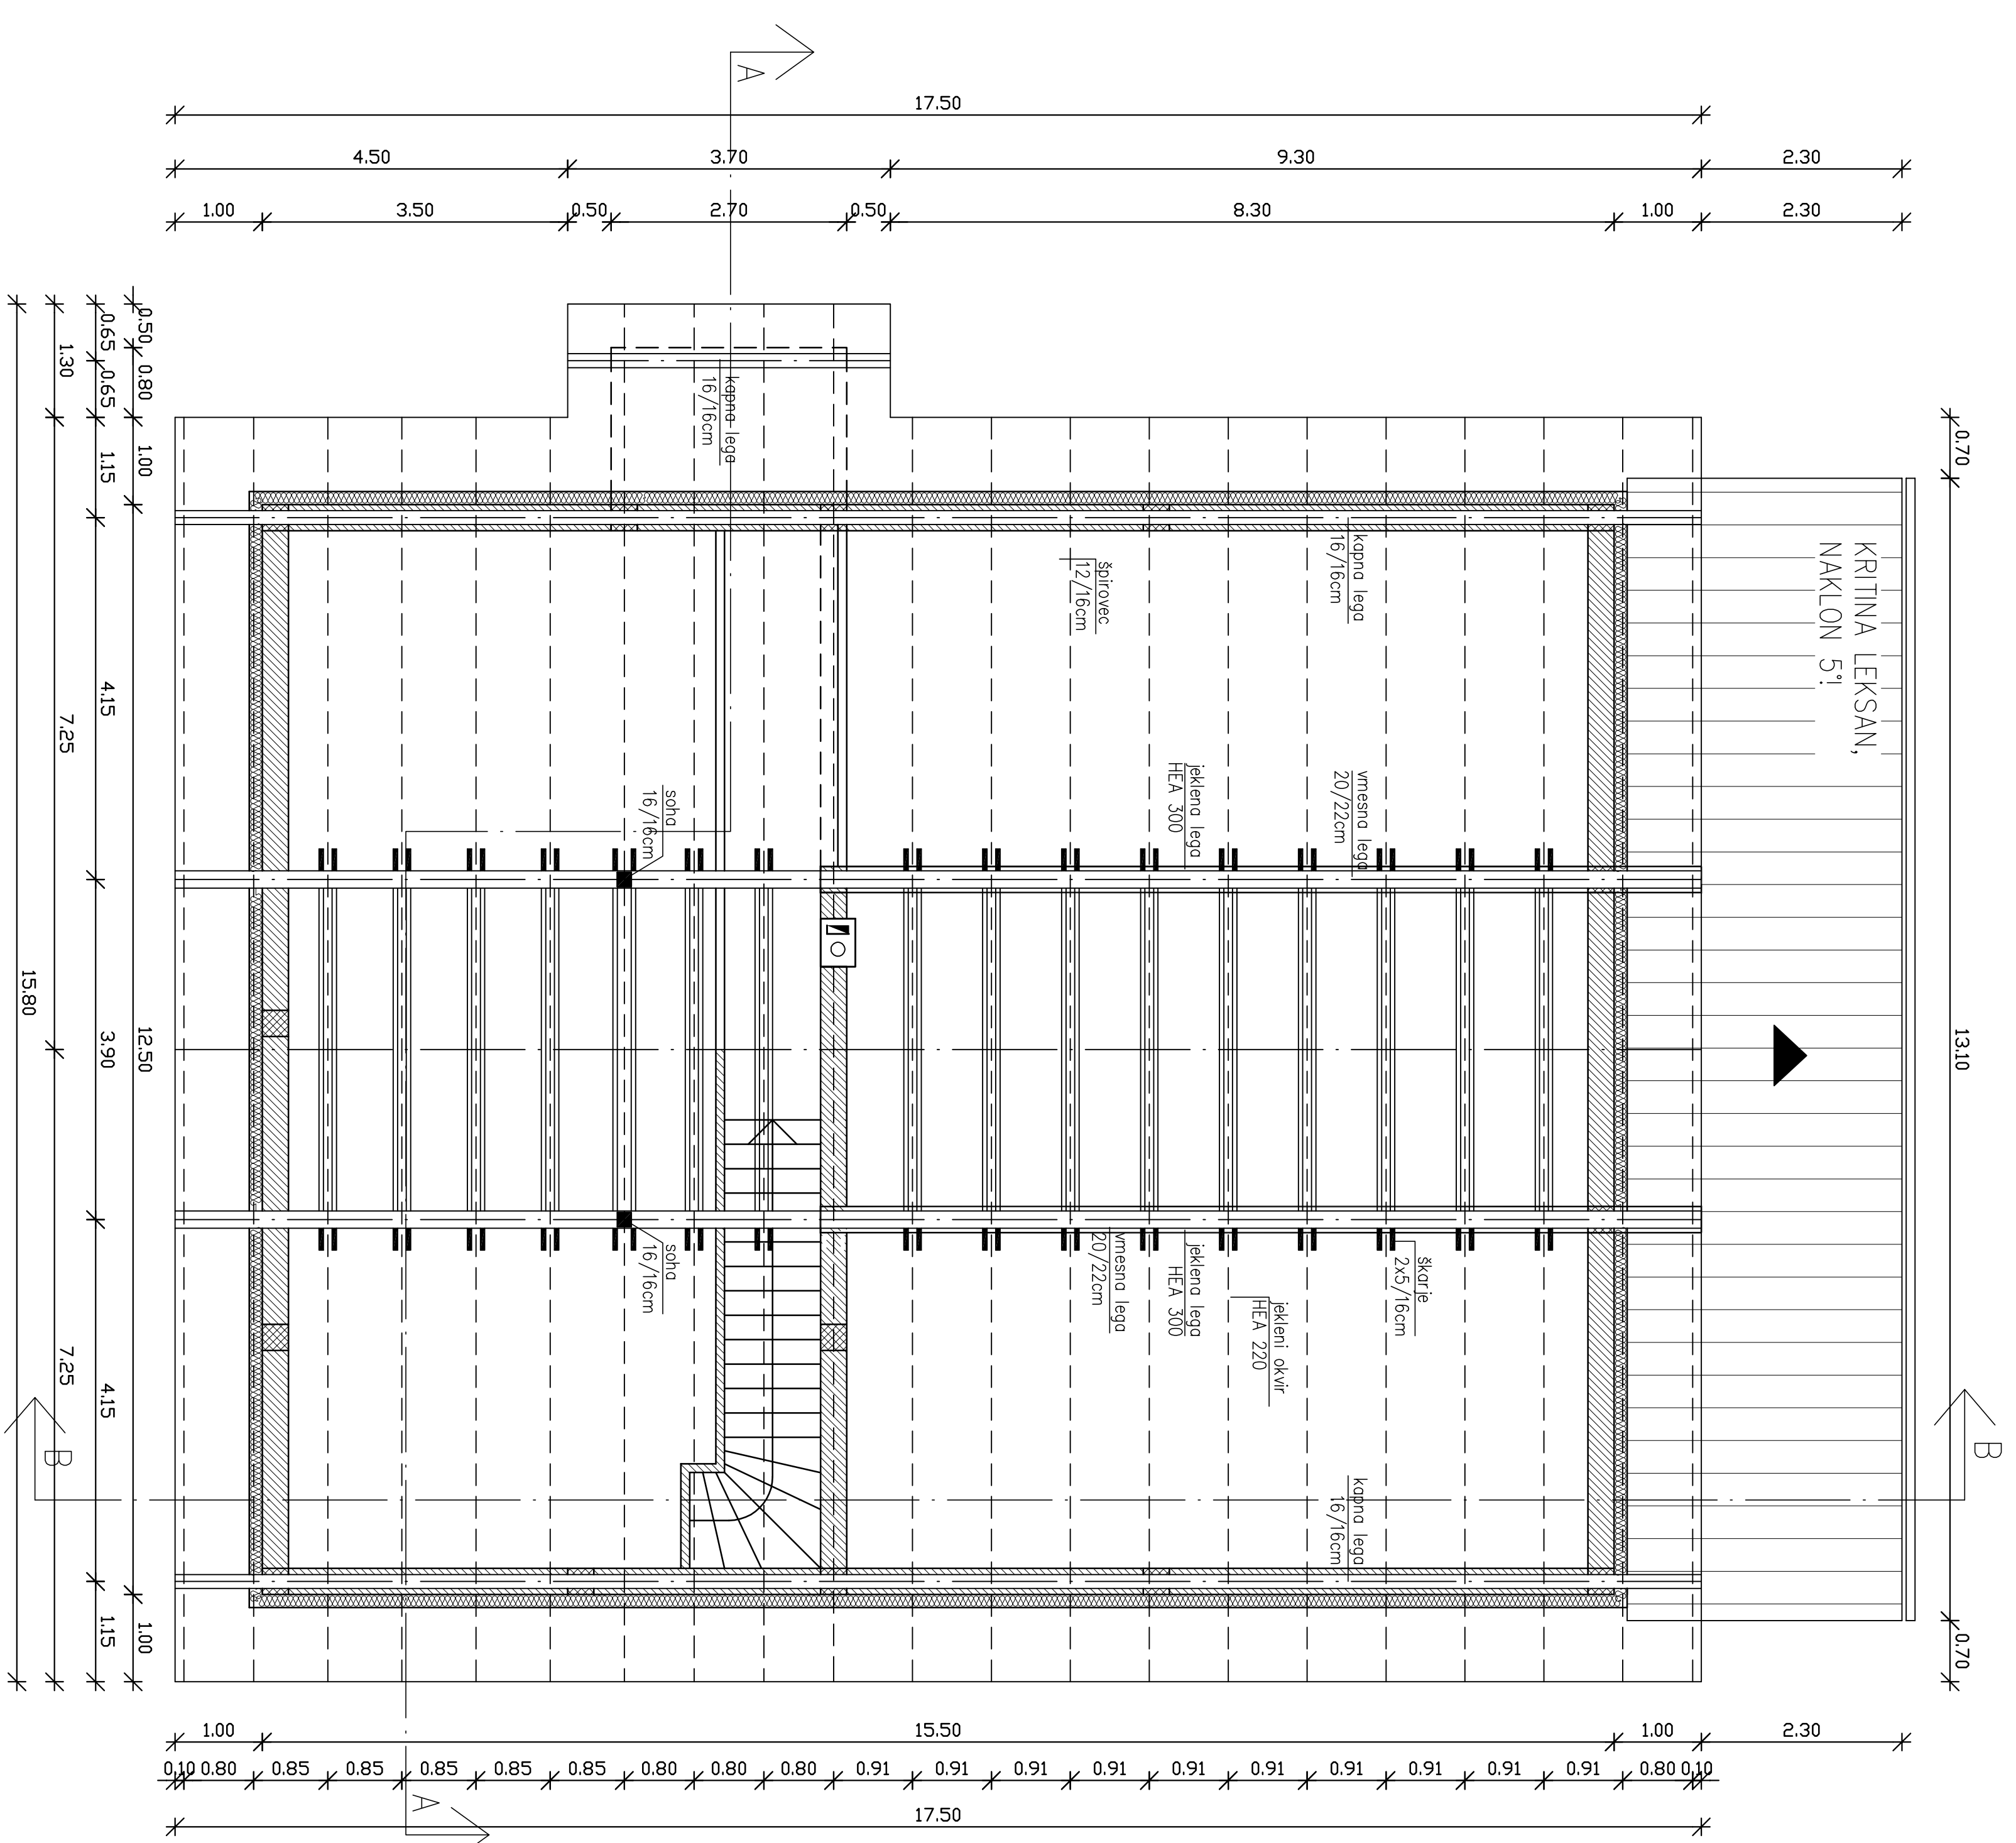 A
17.50
4.50 3.70 9.30 2.30
1.00 3.50 0.50 2.70 0.50 8.30 1.00 2.30
0.50 0.80 1.00 12.50 1.00
0.65 0.65 1.15 4.15 3.90 4.15 1.15
1.30 7.25 7.25
15.80
0.70 13.10 0.70
KRITINA LEKSAN,
NAKLON 5°!
kapna lega
16/16cm
kapna lega
16/16cm
špirovec
12/16cm
vmesna lega
20/22cm
jeklena lega
HEA 300
soha
16/16cm
soha
16/16cm
vmesna lega
20/22cm
jeklena lega
HEA 300
jekleni okvir
HEA 220
škarje
2x5/16cm
kapna lega
16/16cm
B
B
1.00 15.50 1.00 2.30
0.10 0.80 0.85 0.85 0.85 0.85 0.85 0.80 0.80 0.80 0.91 0.91 0.91 0.91 0.91 0.91 0.91 0.91 0.91 0.91 0.80 0.10
A
17.50